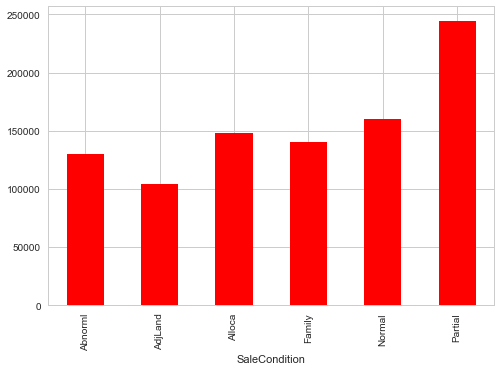 250000
200000
150000
100000
50000
0
Abnorml
AdjLand
Alloca
Family
Normal
Partial
SaleCondition